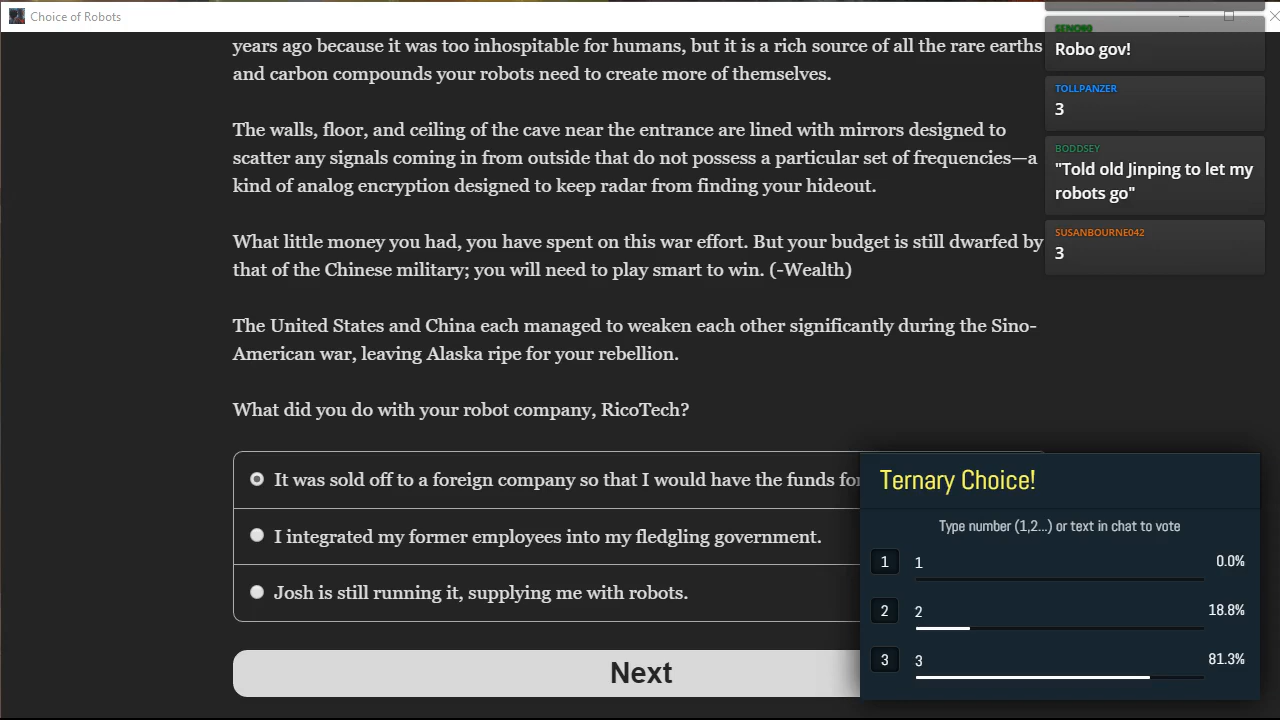 Choice of Robots
years ago because it was too inhospitable for humans, but it is a rich source of all the rare earths
and carbon compounds your robots need to create more of themselves.
The walls, floor, and ceiling of the cave near the entrance are lined with mirrors designed to
scatter any signals coming in from outside that do not possess a particular set of frequencies—a
kind of analog encryption designed to keep radar from finding your hideout.
What little money you had, you have spent on this war effort. But your budget is still dwarfed by
that of the Chinese military; you will need to play smart to win. (-Wealth)
The United States and China each managed to weaken each other significantly during the Sino-
American war, leaving Alaska ripe for your rebellion.
What did you do with your robot company, RicoTech?
It was sold off to a foreign company so that I would have the funds for
I integrated my former employees into my fledgling government.
Josh is still running it, supplying me with robots.
Next
Robo gov!
TOLLPANZER
3
BODDSEY
"Told old Jinping to let my
robots go"
SUSANBOURNE042
3
Ternary Choice!
Type number (1,2...) or text in chat to vote
1 1 0.0%
2 2 18.8%
3 3 81.3%